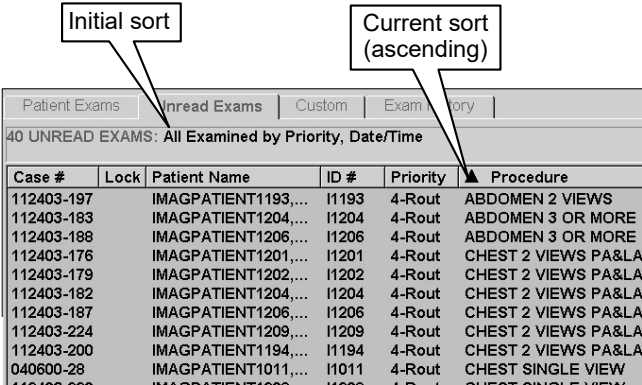 Initial sort
Current sort
(ascending)
Patient Exams Unread Exams Custom Exam History
40 UNREAD EXAMS: All Examined by Priority, Date/Time
Case # Lock Patient Name ID # Priority ▲ Procedure
112403-197 IMAGPATIENT1193,... I1193 4-Rout ABDOMEN 2 VIEWS
112403-183 IMAGPATIENT1204,... I1204 4-Rout ABDOMEN 3 OR MORE
112403-188 IMAGPATIENT1206,... I1206 4-Rout ABDOMEN 3 OR MORE
112403-176 IMAGPATIENT1201,... I1201 4-Rout CHEST 2 VIEWS PA&LA
112403-179 IMAGPATIENT1202,... I1202 4-Rout CHEST 2 VIEWS PA&LA
112403-182 IMAGPATIENT1204,... I1204 4-Rout CHEST 2 VIEWS PA&LA
112403-187 IMAGPATIENT1206,... I1206 4-Rout CHEST 2 VIEWS PA&LA
112403-224 IMAGPATIENT1209,... I1209 4-Rout CHEST 2 VIEWS PA&LA
112403-200 IMAGPATIENT1194,... I1194 4-Rout CHEST 2 VIEWS PA&LA
040600-28 IMAGPATIENT1011,... I1011 4-Rout CHEST SINGLE VIEW